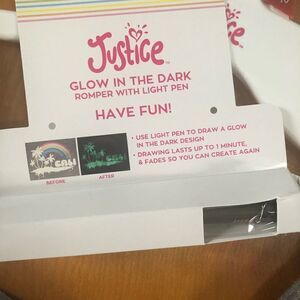 Justice
GLOW IN THE DARK
ROMPER WITH LIGHT PEN
HAVE FUN!
• USE LIGHT PEN TO DRAW A GLOW
IN THE DARK DESIGN
• DRAWING LASTS UP TO 1 MINUTE,
& FADES SO YOU CAN CREATE AGAIN
CALI
BEFORE
AFTER